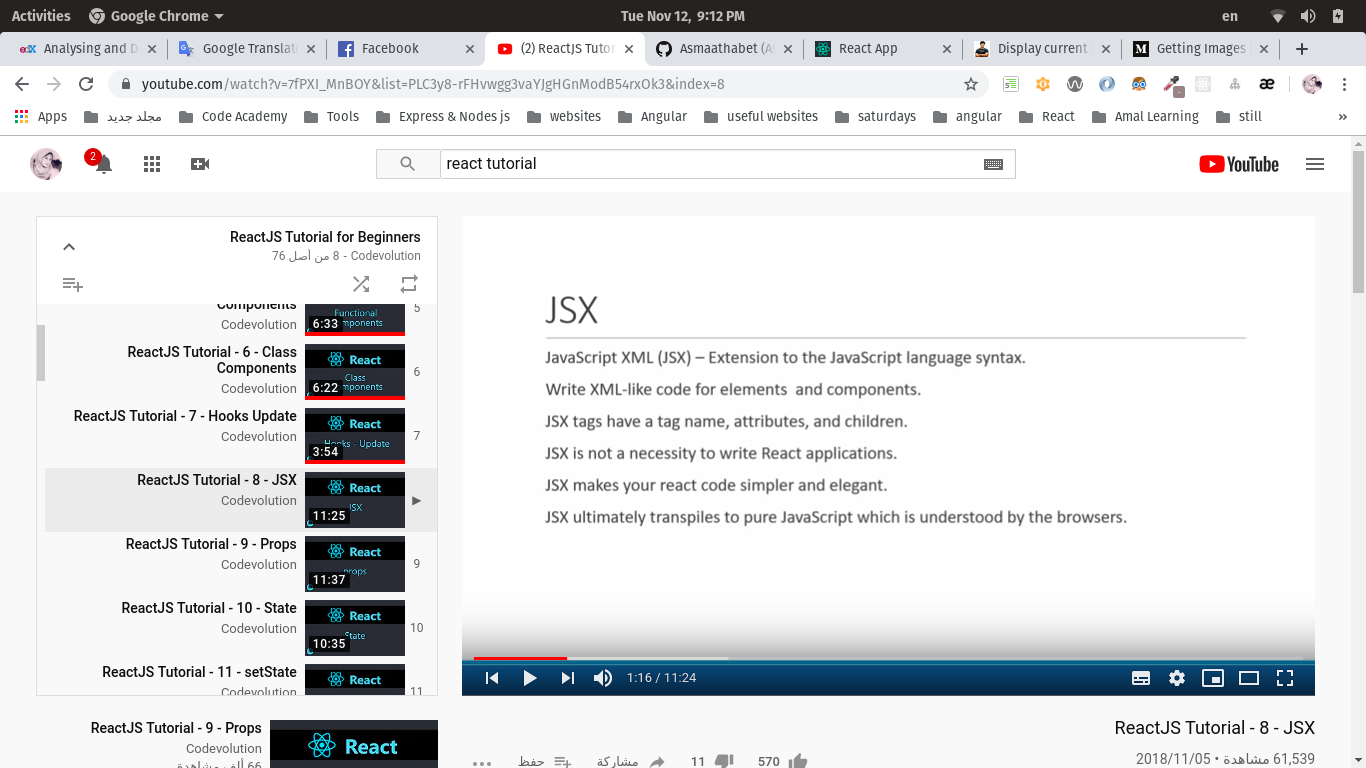 Activities Google Chrome Tue Nov 12, 9:12 PM en
Analysing and D Google Translat Facebook (2) ReactJS Tutor Asmaathabet (As React App Display current Getting Images
youtube.com/watch?v=7fPXI_MnBOY&list=PLC3y8-rFHvwgg3vaYJgHGnModB54rxOk3&index=8
Apps مجلد جديد Code Academy Tools Express & Nodes js websites Angular useful websites saturdays angular React Amal Learning still
2 react tutorial YouTube
ReactJS Tutorial for Beginners
Codevolution - 8 من أصل 76
Components
Codevolution
Functional
Components
6:33
5
ReactJS Tutorial - 6 - Class
Components
Codevolution
React
Class
Components
6:22
6
ReactJS Tutorial - 7 - Hooks Update
Codevolution
React
Hooks - Update
3:54
7
ReactJS Tutorial - 8 - JSX
Codevolution
React
JSX
11:25
ReactJS Tutorial - 9 - Props
Codevolution
React
props
11:37
9
ReactJS Tutorial - 10 - State
Codevolution
React
State
10:35
10
ReactJS Tutorial - 11 - setState
Codevolution
React
11
JSX
JavaScript XML (JSX) – Extension to the JavaScript language syntax.
Write XML-like code for elements and components.
JSX tags have a tag name, attributes, and children.
JSX is not a necessity to write React applications.
JSX makes your react code simpler and elegant.
JSX ultimately transpiles to pure JavaScript which is understood by the browsers.
1:16 / 11:24
ReactJS Tutorial - 9 - Props
Codevolution
66 ألف مشاهدة
React
ReactJS Tutorial - 8 - JSX
61,539 مشاهدة • 2018/11/05
570 11 مشاركة حفظ